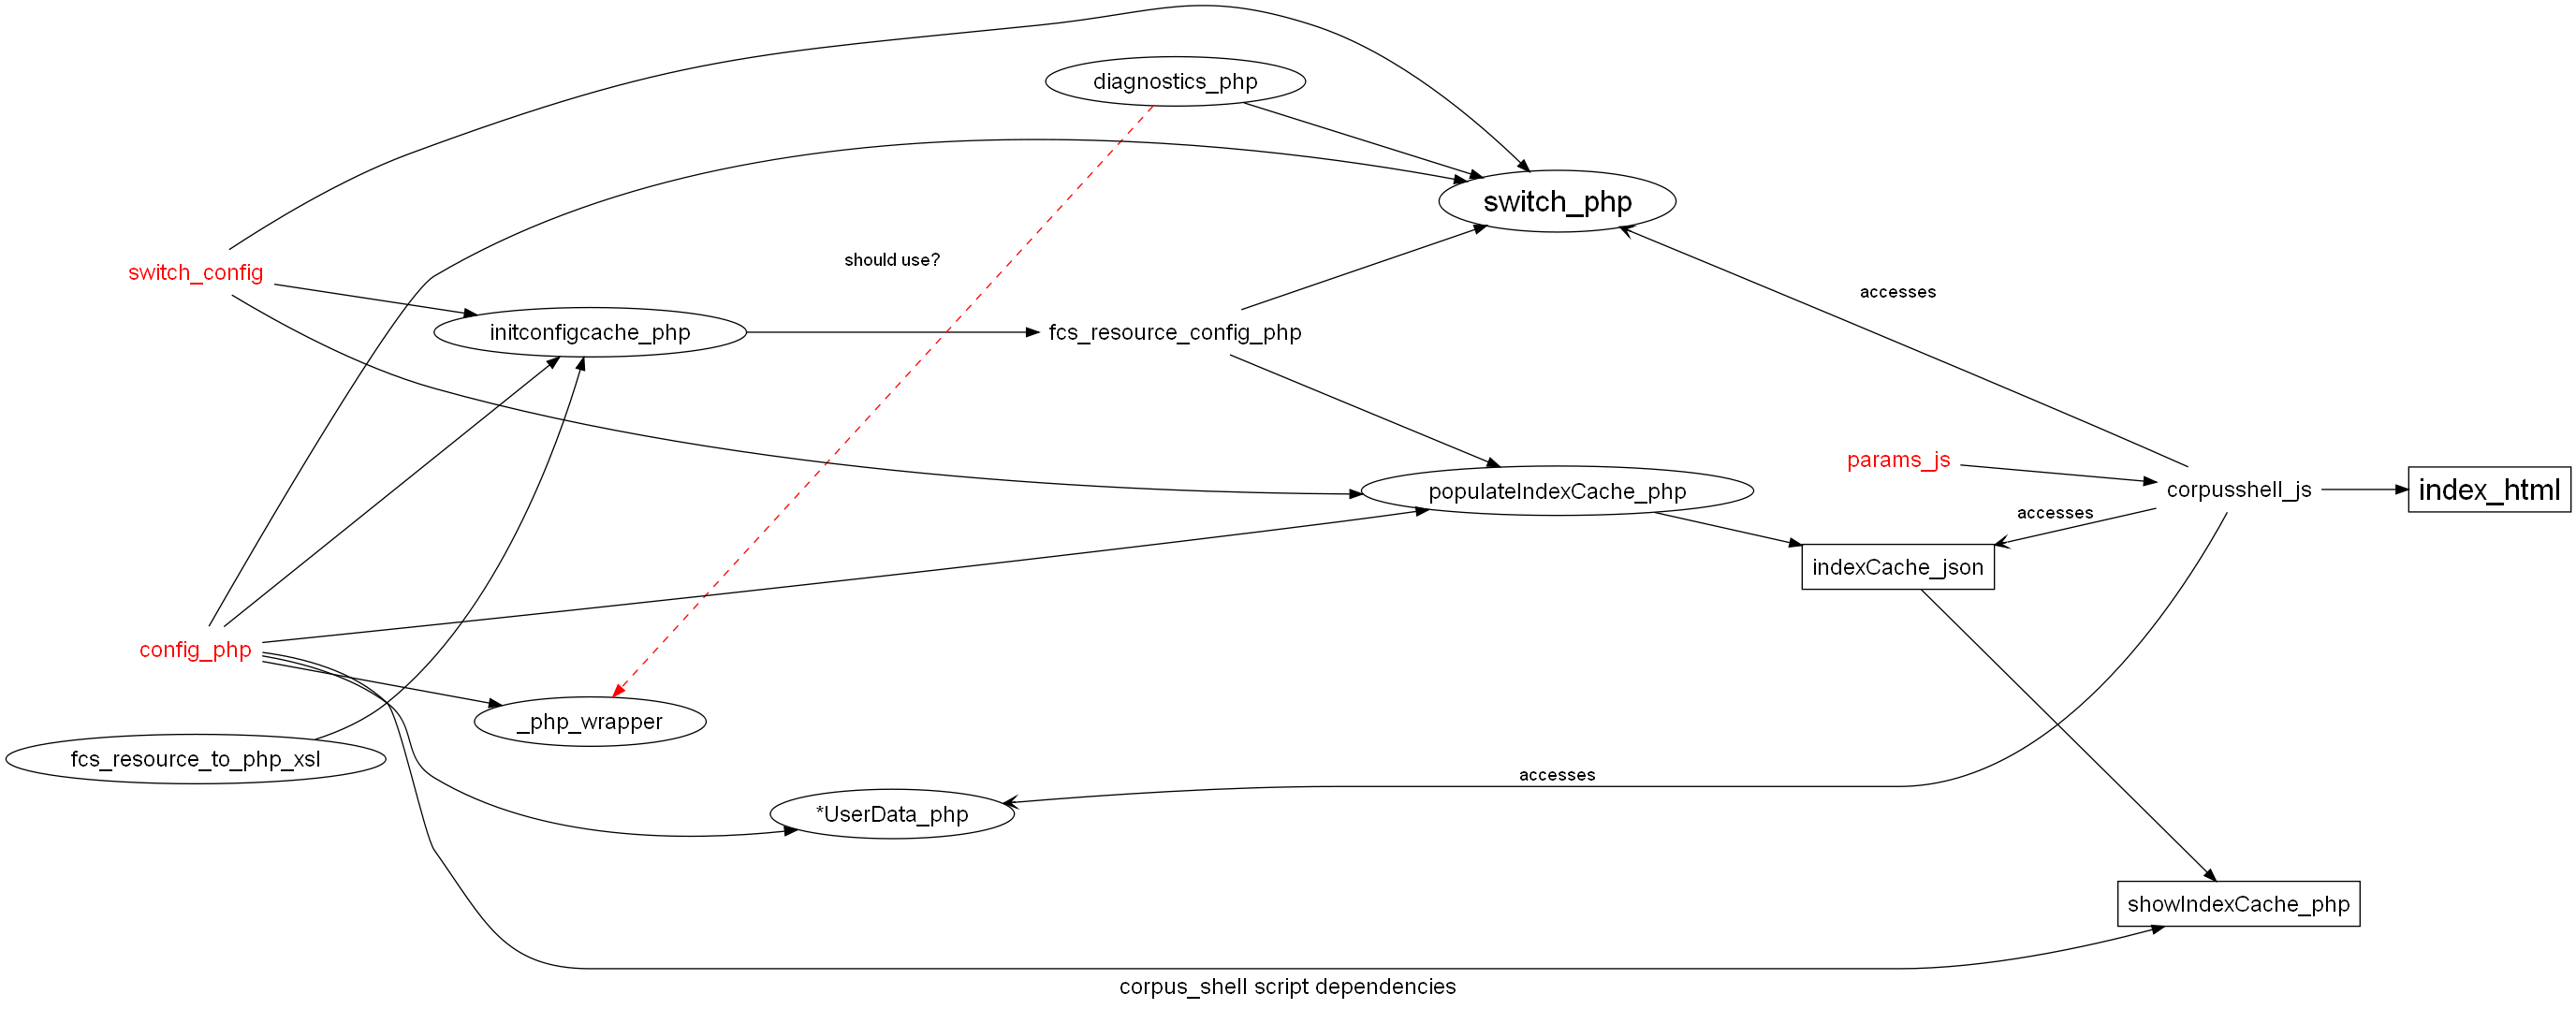 diagnostics_php
switch_php
should use?
switch_config
accesses
initconfigcache_php
fcs_resource_config_php
params_js
populateIndexCache_php
corpusshell_js
index_html
accesses
indexCache_json
config_php
_php_wrapper
fcs_resource_to_php_xsl
accesses
*UserData_php
showIndexCache_php
corpus_shell script dependencies